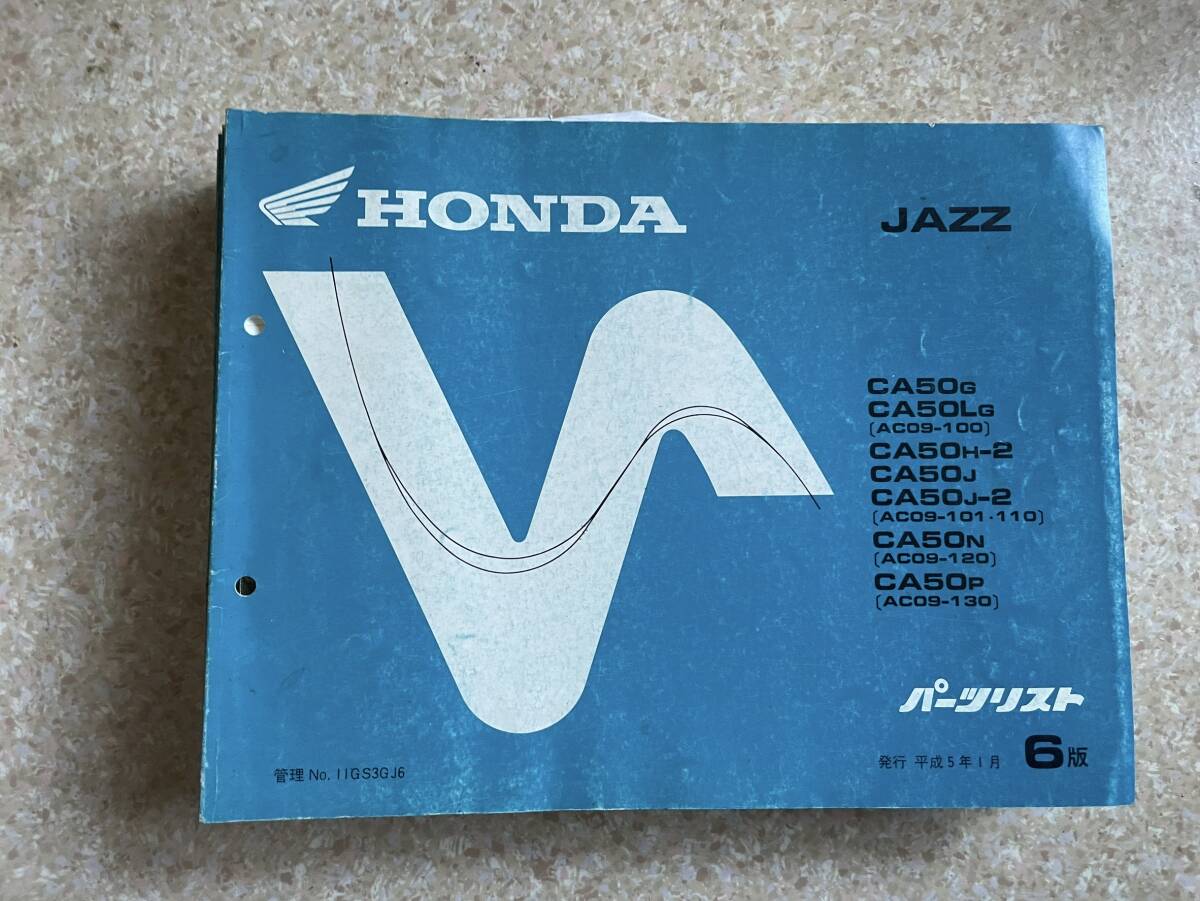 HONDA
JAZZ
CA50G
CA50LG
(AC09-100)
CA50H-2
CA50J
CA50J-2
(AC09-101·110)
CA50N
(AC09-120)
CA50P
(AC09-130)
パーツリスト
管理 No. 11GS3GJ6
発行 平成5年1月 6版